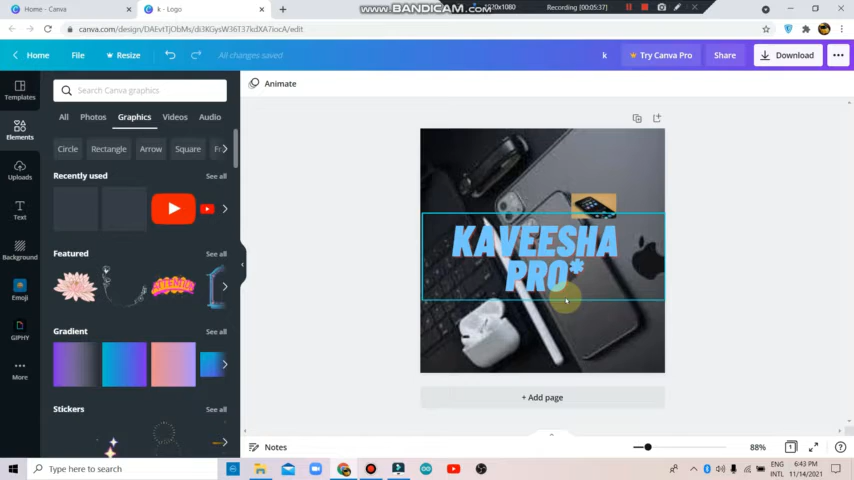 Home - Canva
k - Logo
www.BANDICAM.com
1920x1080
Recording [00:05:37]
canva.com/design/DAEvtTjObMs/di3KGysW36T37kdXA7iocA/edit
Home
File
Resize
All changes saved
k
Try Canva Pro
Share
Download
Templates
Search Canva graphics
Animate
All
Photos
Graphics
Videos
Audio
Elements
Circle
Rectangle
Arrow
Square
Fr
Uploads
Recently used
See all
Text
Background
Featured
See all
KAVEESHA
PRO*
Emoji
GIPHY
Gradient
See all
More
Stickers
See all
+ Add page
Notes
88%
1
Type here to search
ENG
INTL
6:43 PM
11/14/2021